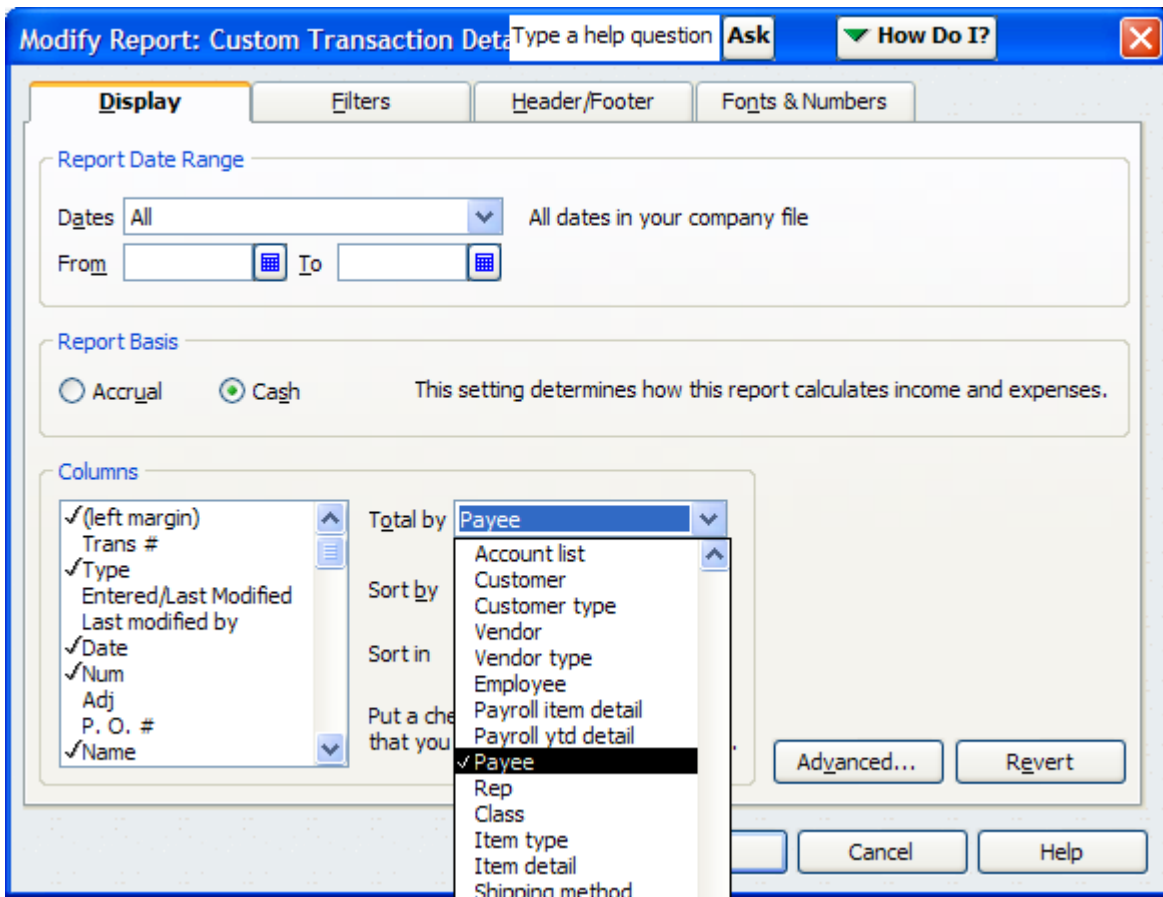 Modify Report: Custom Transaction Deta
Type a help question Ask
How Do I?
Display Filters Header/Footer Fonts & Numbers
Report Date Range
Dates All All dates in your company file
From To
Report Basis
Accrual Cash This setting determines how this report calculates income and expenses.
Columns
(left margin)
Trans #
Type
Entered/Last Modified
Last modified by
Date
Num
Adj
P. O. #
Name
Total by Payee
Sort by
Sort in
Put a che
that you
Account list
Customer
Customer type
Vendor
Vendor type
Employee
Payroll item detail
Payroll ytd detail
Payee
Rep
Class
Item type
Item detail
Shipping method
Advanced... Revert
Cancel Help